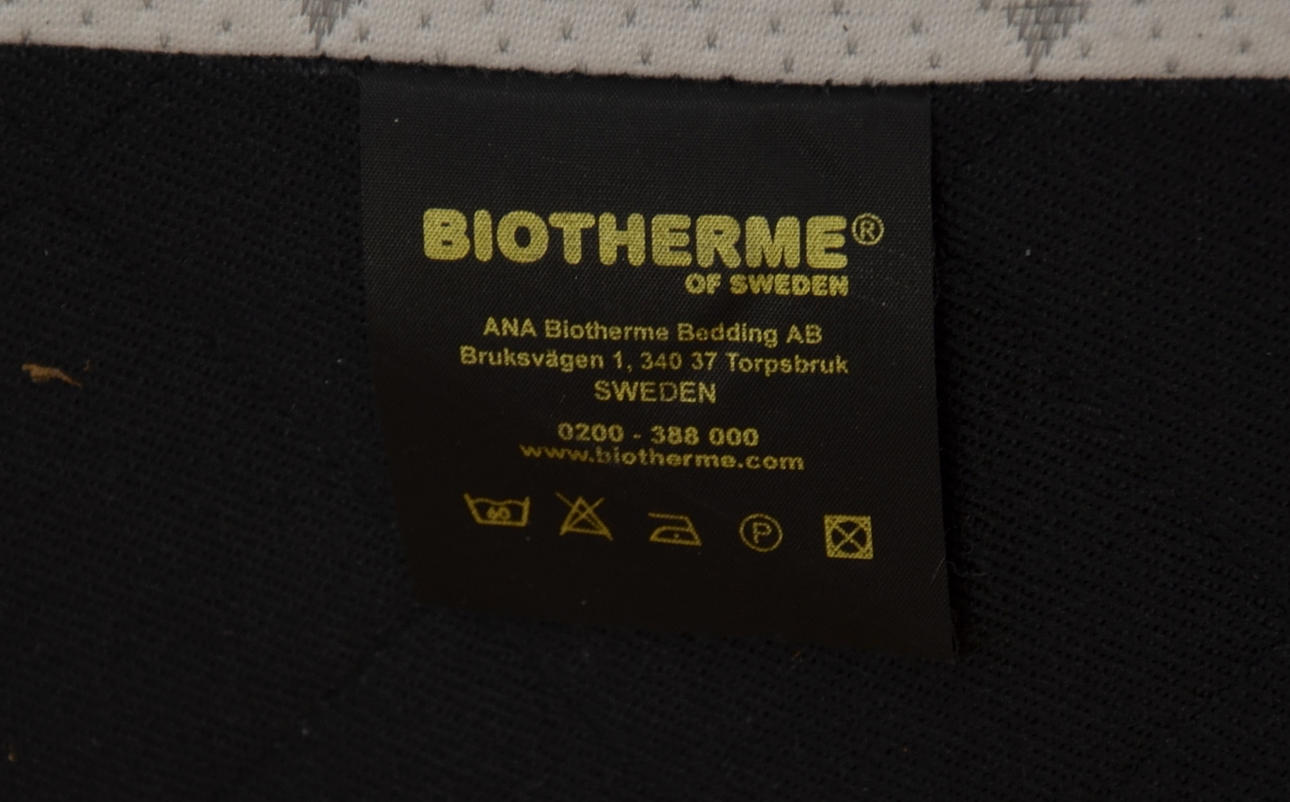 BIOTHERME®
OF SWEDEN
ANA Biotherme Bedding AB
Bruksvägen 1, 340 37 Torpsbruk
SWEDEN
0200 - 388 000
www.biotherme.com
60
P